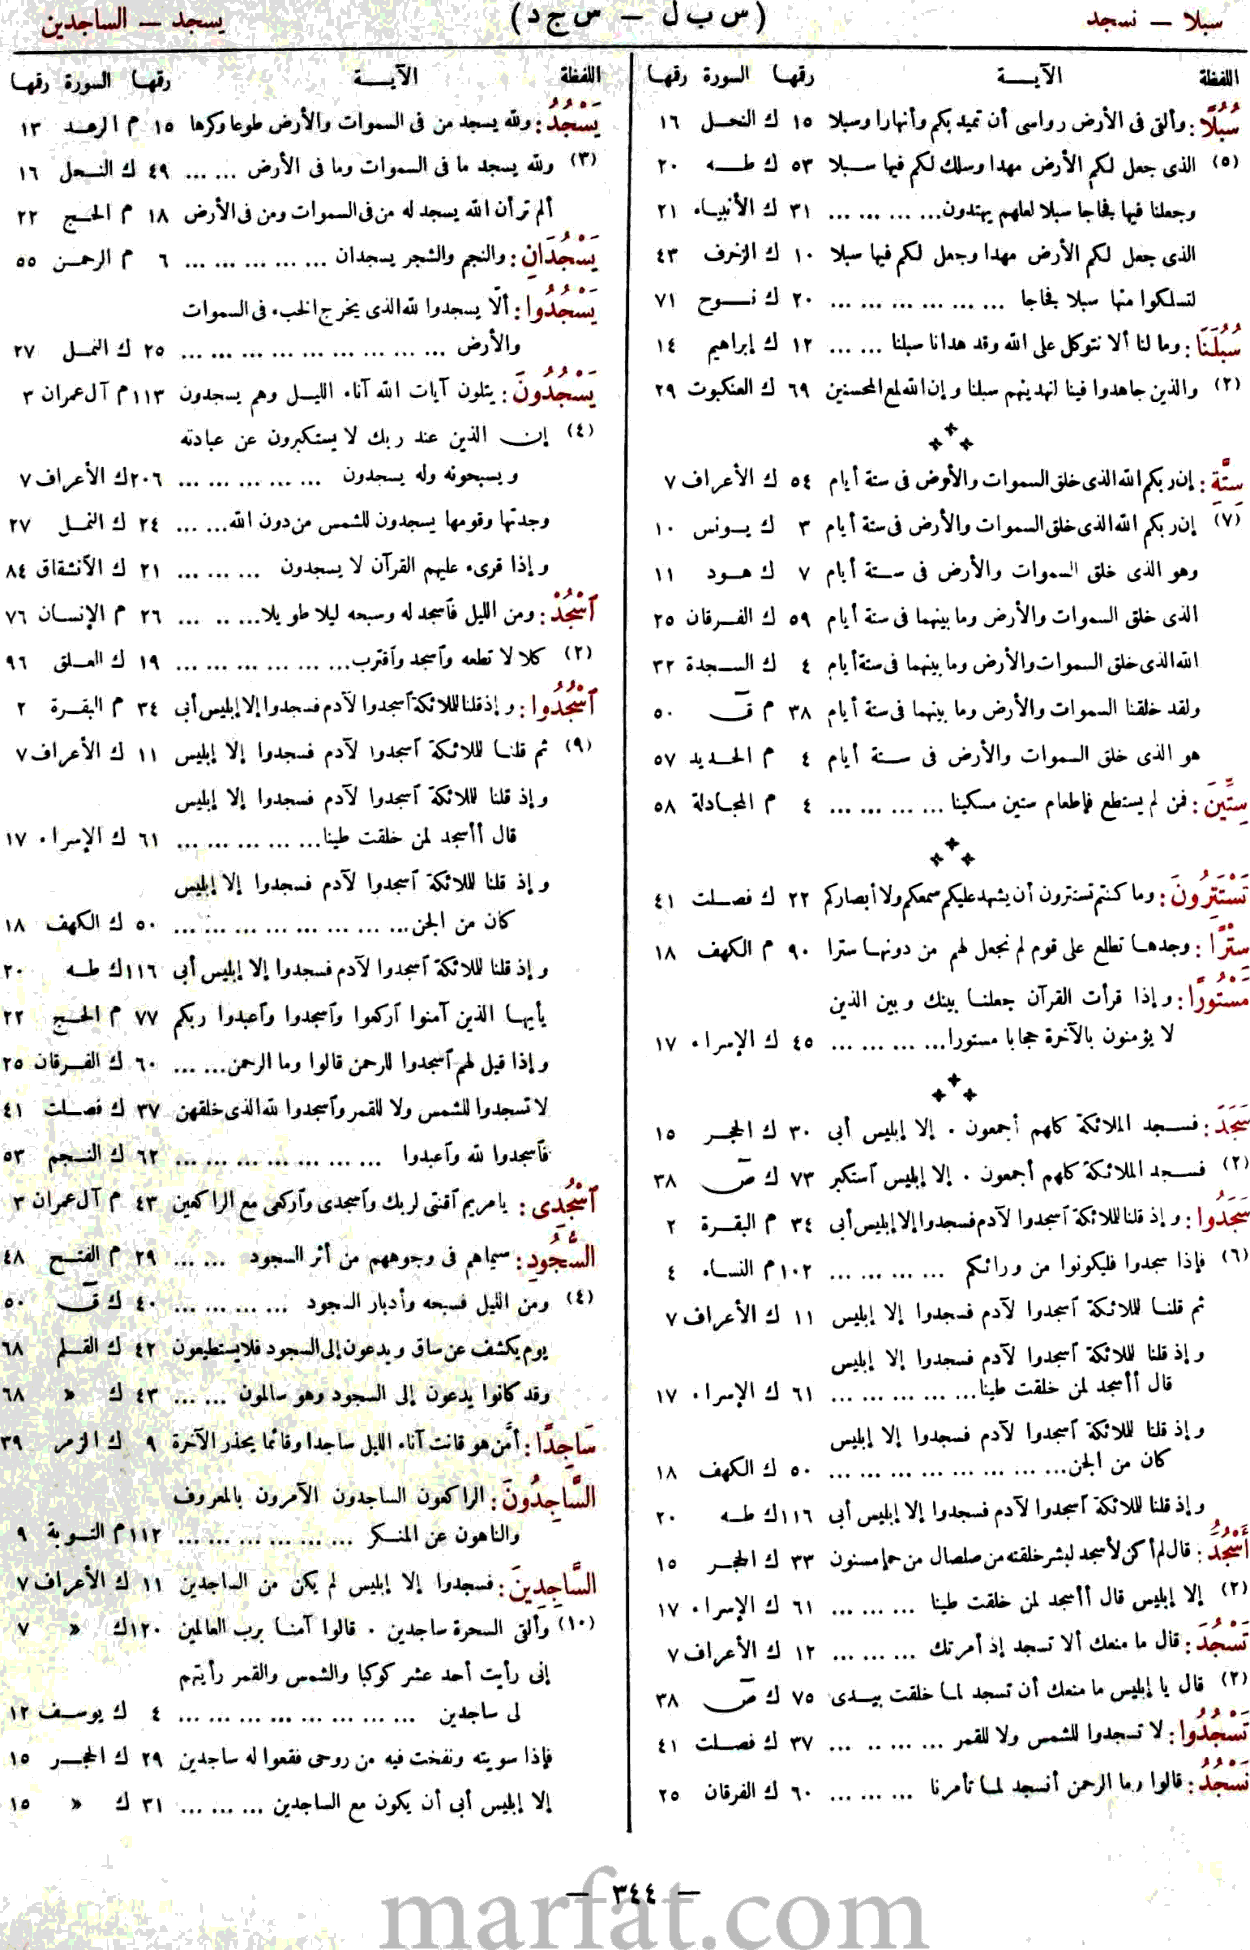 سبلا — نسجد
(س ب ل — س ج د)
يسجد — الساجدين
اللفظة الآيــــة رقمها السورة رقمها
سُبُلًا: وألقى فى الأرض رواسى أن تميد بكم وأنهارا وسبلا ١٥ ك النحل ١٦
(٥) الذى جعل لكم الأرض مهدا وسلك لكم فيها سبلا ٥٣ ك طه ٢٠
وجعلنا فيها فجاجا سبلا لعلهم يهتدون... ... ... ... ٣١ ك الأنبياء ٢١
الذى جعل لكم الأرض مهدا وجعل لكم فيها سبلا ١٠ ك الزخرف ٤٣
لتسلكوا منها سبلا فجاجا ... ... ... ... ... ... ٢٠ ك نوح ٧١
سُبُلَنَا: وما لنا ألا نتوكل على الله وقد هدانا سبلنا ... ... ١٢ ك إبراهيم ١٤
(٢) والذين جاهدوا فينا لنهدينهم سبلنا وإن الله لمع المحسنين ٦٩ ك العنكبوت ٢٩
سِتَّةِ: إن ربكم الله الذى خلق السموات والأرض فى ستة أيام ٥٤ ك الأعراف ٧
(٧) إن ربكم الله الذى خلق السموات والأرض فى ستة أيام ٣ ك يونس ١٠
وهو الذى خلق السموات والأرض فى ستة أيام ٧ ك هود ١١
الذى خلق السموات والأرض وما بينهما فى ستة أيام ٥٩ ك الفرقان ٢٥
الله الذى خلق السموات والأرض وما بينهما فى ستة أيام ٤ ك السجدة ٣٢
ولقد خلقنا السموات والأرض وما بينهما فى ستة أيام ٣٨ م قٓ ٥٠
هو الذى خلق السموات والأرض فى ستة أيام ٤ م الحديد ٥٧
سِتِّينَ: فمن لم يستطع فإطعام ستين مسكينا ... ... ... ... ٤ م المجادلة ٥٨
تَسْتَتِرُونَ: وما كنتم تستترون أن يشهد عليكم سمعكم ولا أبصاركم ٢٢ ك فصلت ٤١
سِتْرًا: وجدها تطلع على قوم لم نجعل لهم من دونها سترا ٩٠ م الكهف ١٨
مَسْتُورًا: وإذا قرأت القرآن جعلنا بينك وبين الذين
لا يؤمنون بالآخرة حجابا مستورا... ... ... ... ٤٥ ك الإسراء ١٧
سَجَدَ: فسجد الملائكة كلهم أجمعون . إلا إبليس أبى ٣٠ ك الحجر ١٥
(٢) فسجد الملائكة كلهم أجمعون . إلا إبليس آستكبر ٧٣ ك صٓ ٣٨
سَجَدُوا: وإذ قلنا للملائكة آسجدوا لآدم فسجدوا إلا إبليس أبى ٣٤ م البقرة ٢
(٦) فإذا سجدوا فليكونوا من ورائكم ... ... ... ... ١٠٢ م النساء ٤
ثم قلنا للملائكة آسجدوا لآدم فسجدوا إلا إبليس ١١ ك الأعراف ٧
وإذ قلنا للملائكة آسجدوا لآدم فسجدوا إلا إبليس
قال أأسجد لمن خلقت طينا... ... ... ... ... ٦١ ك الإسراء ١٧
وإذ قلنا للملائكة آسجدوا لآدم فسجدوا إلا إبليس
كان من الجن... ... ... ... ... ... ... ... ٥٠ ك الكهف ١٨
وإذ قلنا للملائكة آسجدوا لآدم فسجدوا إلا إبليس أبى ١١٦ ك طه ٢٠
أَسْجُدُ: قال لم أكن لأسجد لبشر خلقته من صلصال من حمإ مسنون ٣٣ ك الحجر ١٥
(٢) إلا إبليس قال أأسجد لمن خلقت طينا ... ... ... ٦١ ك الإسراء ١٧
تَسْجُدَ: قال ما منعك ألا تسجد إذ أمرتك ... ... ... ١٢ ك الأعراف ٧
(٢) قال يا إبليس ما منعك أن تسجد لما خلقت بيدى ٧٥ ك صٓ ٣٨
تَسْجُدُوا: لا تسجدوا للشمس ولا للقمر ... ... .. ... ٣٧ ك فصلت ٤١
نَسْجُدُ: قالوا وما الرحمن أنسجد لما تأمرنا ... ... ... ٦٠ ك الفرقان ٢٥
اللفظة الآيــــة رقمها السورة رقمها
يَسْجُدُ: ولله يسجد من فى السموات والأرض طوعا وكرها ١٥ م الرعد ١٣
(٣) ولله يسجد ما فى السموات وما فى الأرض ... ... ٤٩ ك النحل ١٦
ألم تر أن الله يسجد له من فى السموات ومن فى الأرض ١٨ م الحج ٢٢
يَسْجُدَانِ: والنجم والشجر يسجدان ... ... ... ... ... ... ٦ م الرحمن ٥٥
يَسْجُدُوا: ألّا يسجدوا لله الذى يخرج الخبء فى السموات
والأرض ... ... ... ... ... ... ... ... ... ٢٥ ك النمل ٢٧
يَسْجُدُونَ: يتلون آيات الله آناء الليل وهم يسجدون ١١٣ م آل عمران ٣
(٤) إن الذين عند ربك لا يستكبرون عن عبادته
ويسبحونه وله يسجدون ... ... ... ... ... ٢٠٦ ك الأعراف ٧
وجدتها وقومها يسجدون للشمس من دون الله... ... ٢٤ ك النمل ٢٧
وإذا قرىء عليهم القرآن لا يسجدون ... ... ... ٢١ ك الآنشقاق ٨٤
آسْجُدْ: ومن الليل فآسجد له وسبحه ليلا طويلا... .. ... ٢٦ م الإنسان ٧٦
(٢) كلا لا تطعه وآسجد وآقترب... ... ... ... ... ... ١٩ ك العلق ٩٦
آسْجُدُوا: وإذ قلنا للملائكة آسجدوا لآدم فسجدوا إلا إبليس أبى ٣٤ م البقرة ٢
(٩) ثم قلنا للملائكة آسجدوا لآدم فسجدوا إلا إبليس ١١ ك الأعراف ٧
وإذ قلنا للملائكة آسجدوا لآدم فسجدوا إلا إبليس
قال أأسجد لمن خلقت طينا... ... ... ... ... ٦١ ك الإسراء ١٧
وإذ قلنا للملائكة آسجدوا لآدم فسجدوا إلا إبليس
كان من الجن... ... ... ... ... ... ... ... ٥٠ ك الكهف ١٨
وإذ قلنا للملائكة آسجدوا لآدم فسجدوا إلا إبليس أبى ١١٦ ك طه ٢٠
يأيها الذين آمنوا آركعوا وآسجدوا وآعبدوا ربكم ٧٧ م الحج ٢٢
وإذا قيل لهم آسجدوا للرحمن قالوا وما الرحمن... ... ٦٠ ك الفرقان ٢٥
لا تسجدوا للشمس ولا للقمر وآسجدوا لله الذى خلقهن ٣٧ ك فصلت ٤١
فآسجدوا لله وآعبدوا ... ... ... ... ... ... ... ٦٢ ك النجم ٥٣
آسْجُدِى: يا مريم آقنتى لربك وآسجدى وآركعى مع الراكعين ٤٣ م آل عمران ٣
السُّجُودِ: سيماهم فى وجوههم من أثر السجود ... ... ٢٩ م الفتح ٤٨
(٤) ومن الليل فسبحه وأدبار السجود ... ... ... ... ٤٠ ك قٓ ٥٠
يوم يكشف عن ساق ويدعون إلى السجود فلا يستطيعون ٤٢ ك القلم ٦٨
وقد كانوا يدعون إلى السجود وهم سالمون ... ... ٤٣ ك « ٦٨
سَاجِدًا: أمّن هو قانت آناء الليل ساجدا وقائما يحذر الآخرة ٩ ك الزمر ٣٩
السَّاجِدُونَ: الراكعون الساجدون الآمرون بالمعروف
والناهون عن المنكر ... ... ... ... ... ... ١١٢ م التوبة ٩
السَّاجِدِينَ: فسجدوا إلا إبليس لم يكن من الساجدين ١١ ك الأعراف ٧
(١٠) وألقى السحرة ساجدين . قالوا آمنا برب العالمين ١٢٠ ك « ٧
إنى رأيت أحد عشر كوكبا والشمس والقمر رأيتهم
لى ساجدين ... ... ... ... ... ... ... ... ٤ ك يوسف ١٢
فإذا سويته ونفخت فيه من روحى فقعوا له ساجدين ٢٩ ك الحجر ١٥
إلا إبليس أبى أن يكون مع الساجدين ... ... ... ٣١ ك « ١٥
— ٣٤٤ —
marfat.com